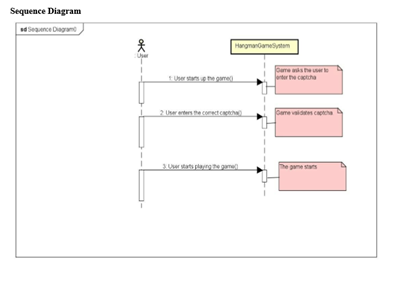 Sequence Diagram
sd Sequence Diagram0
User
HangmanGameSystem
1: User starts up the game()
Game asks the user to
enter the captcha
2: User enters the correct captcha()
Game validates captcha
3: User starts playing the game()
The game starts